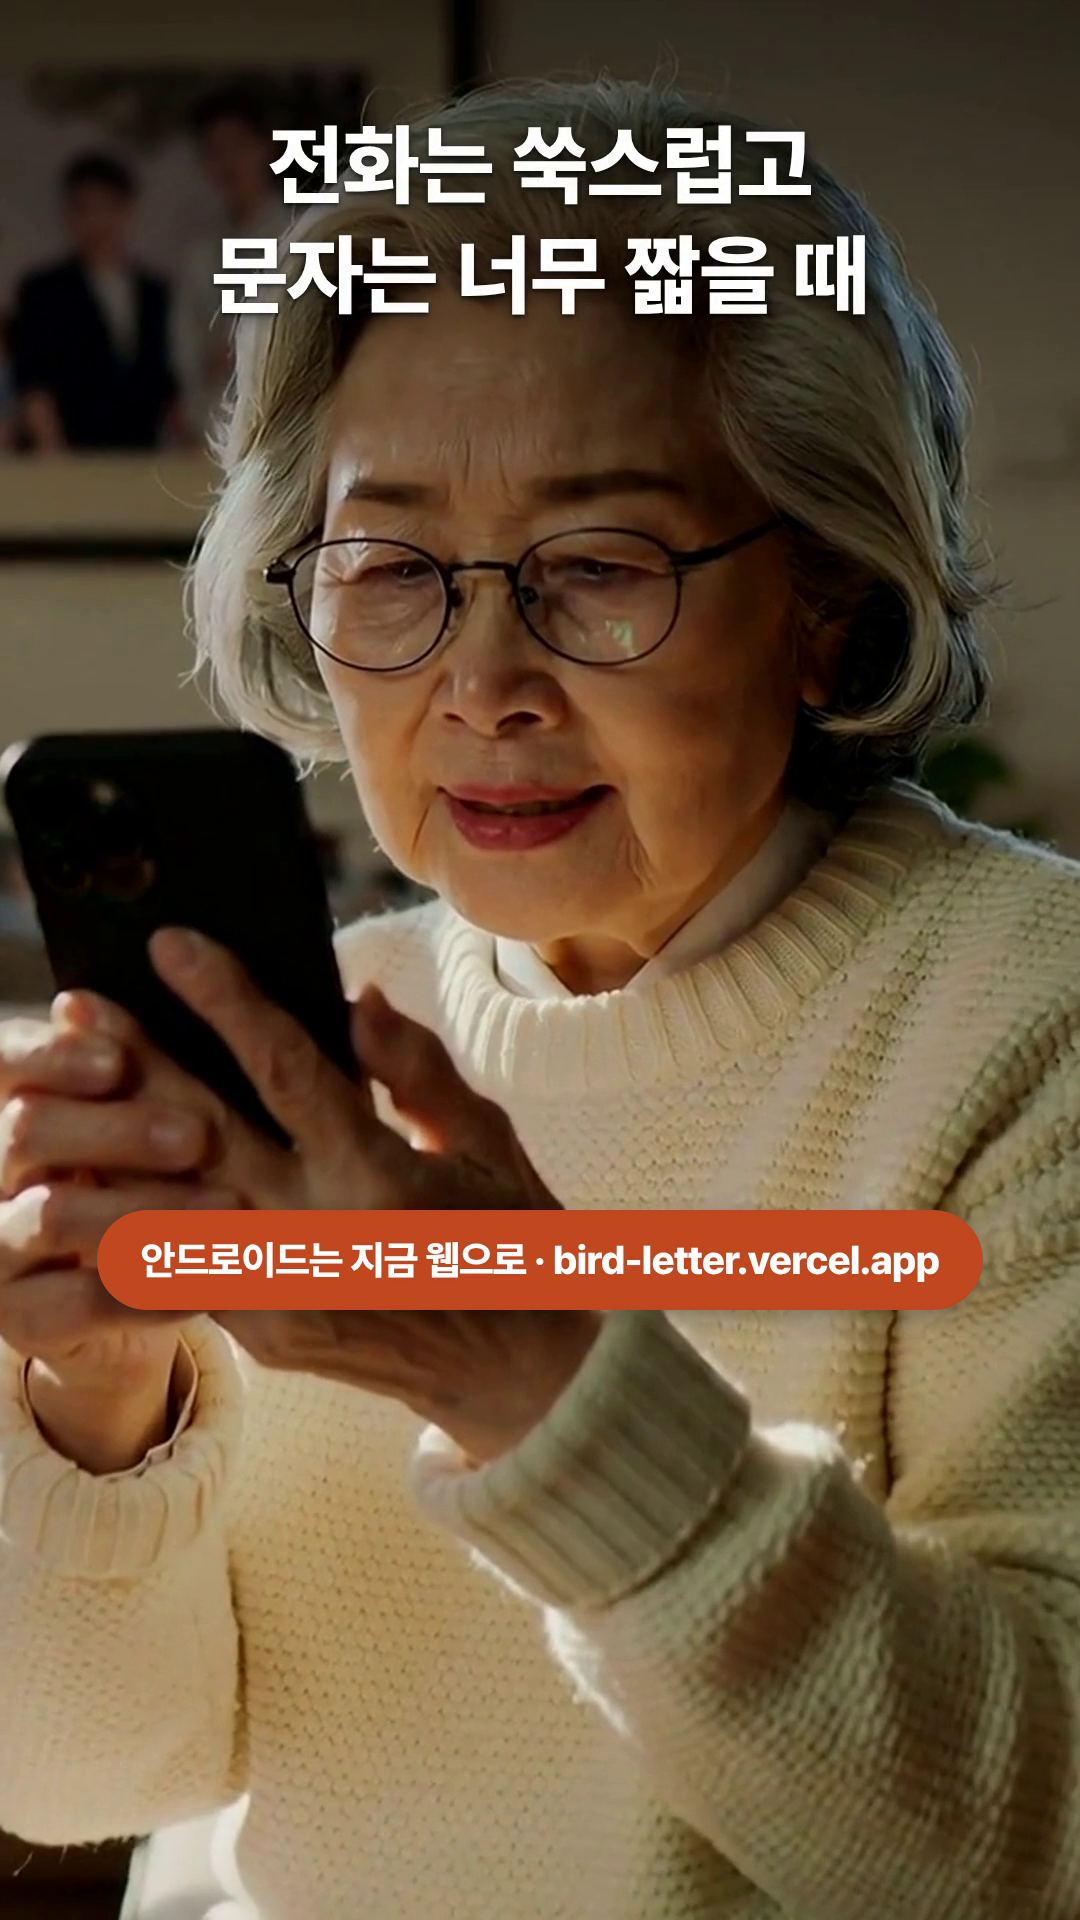 전화는 쑥스럽고
문자는 너무 짧을 때
안드로이드는 지금 웹으로 · bird-letter.vercel.app